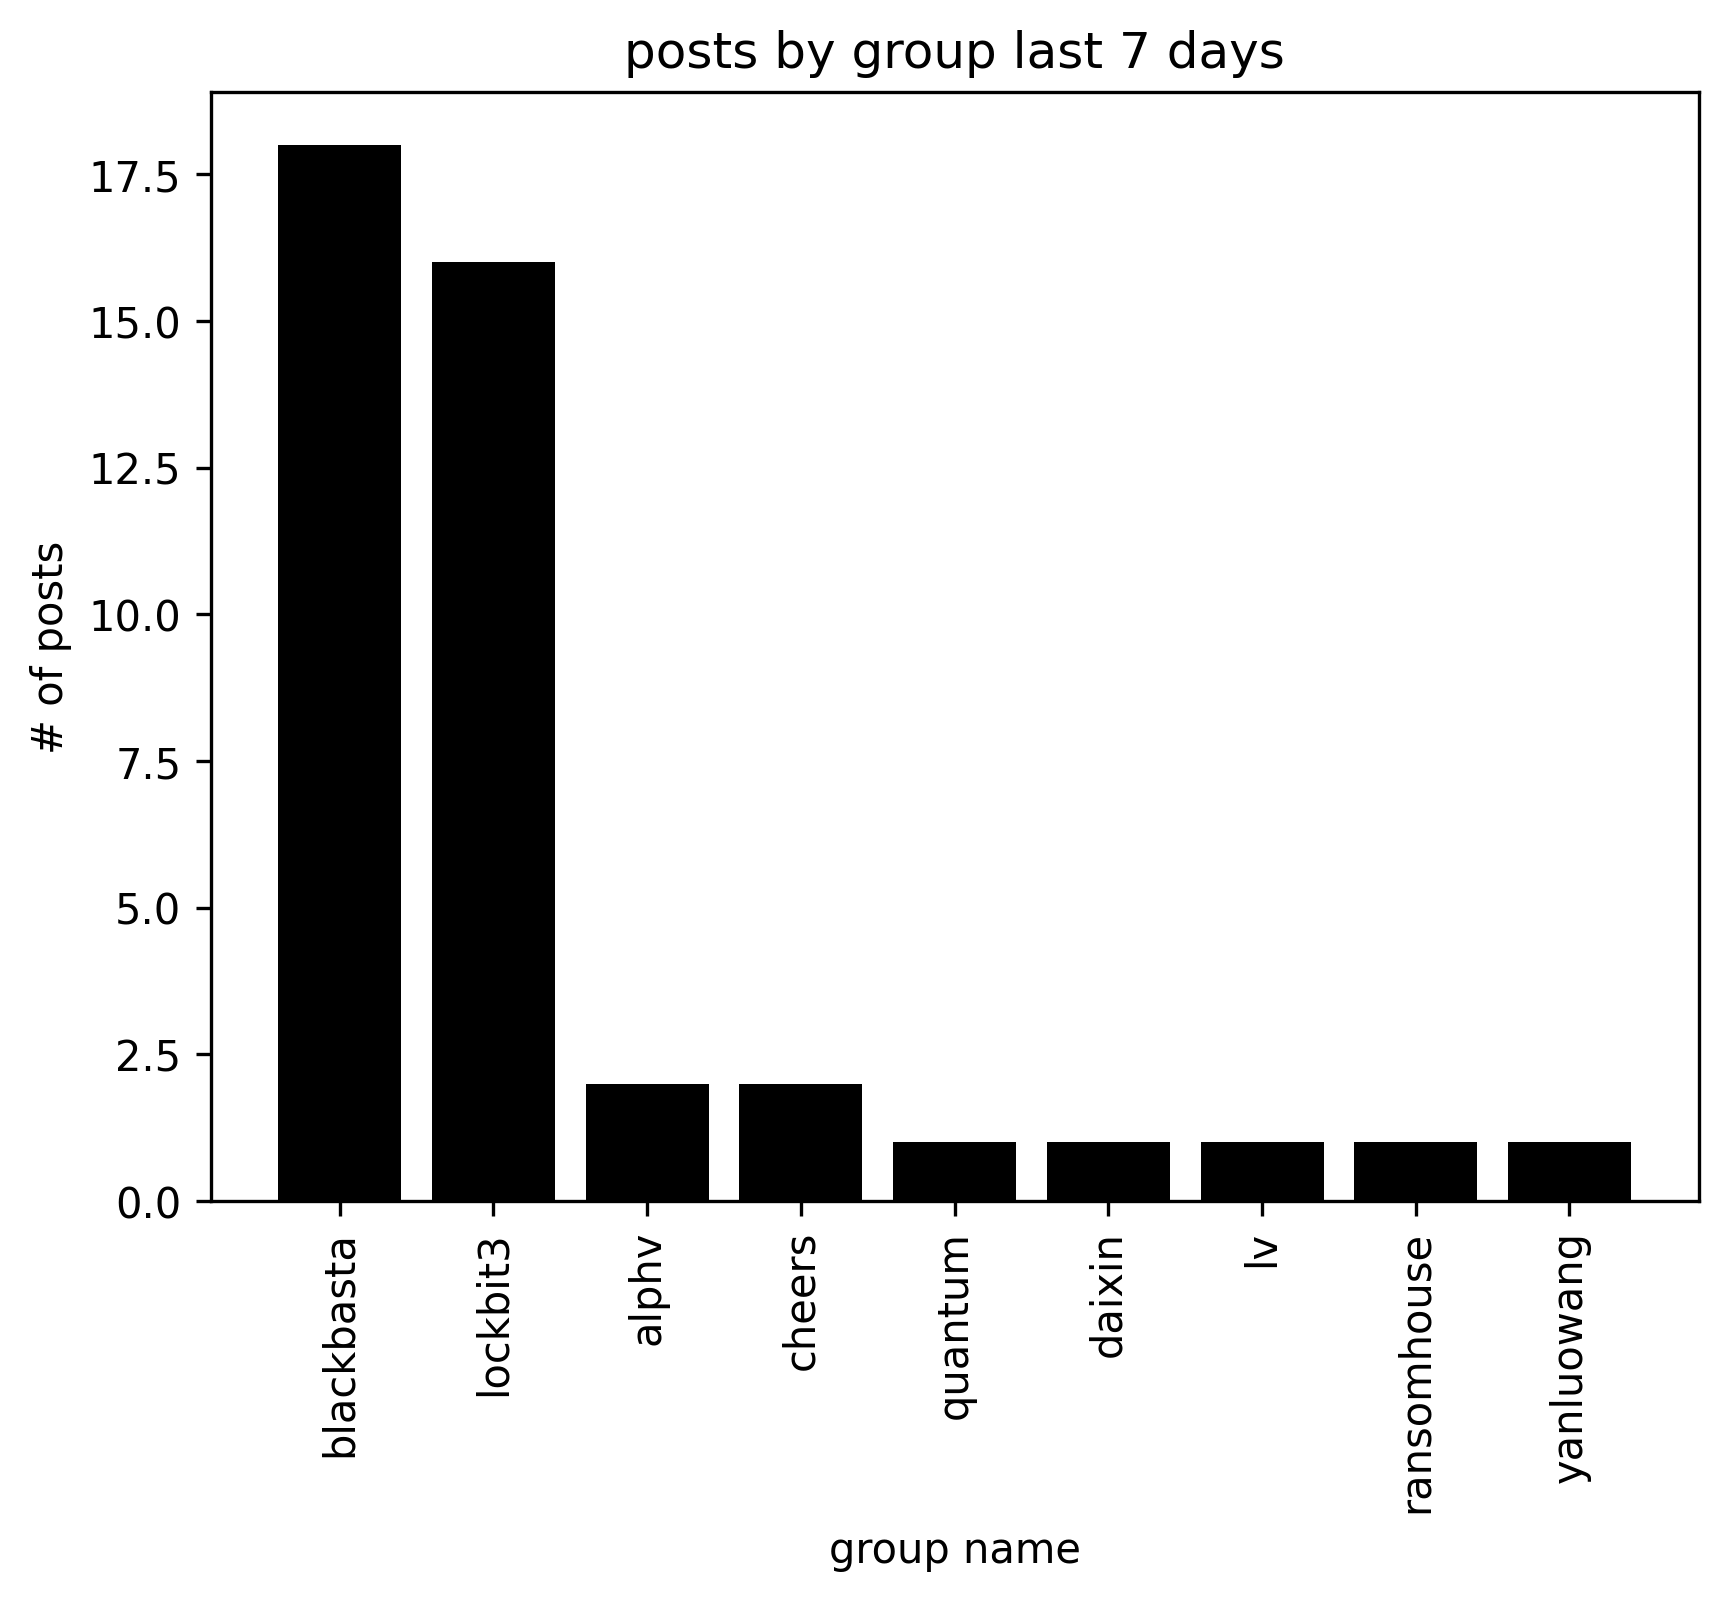 posts by group last 7 days
17.5
15.0
12.5
10.0
7.5
5.0
2.5
0.0
# of posts
blackbasta
lockbit3
alphv
cheers
quantum
daixin
lv
ransomhouse
yanluowang
group name